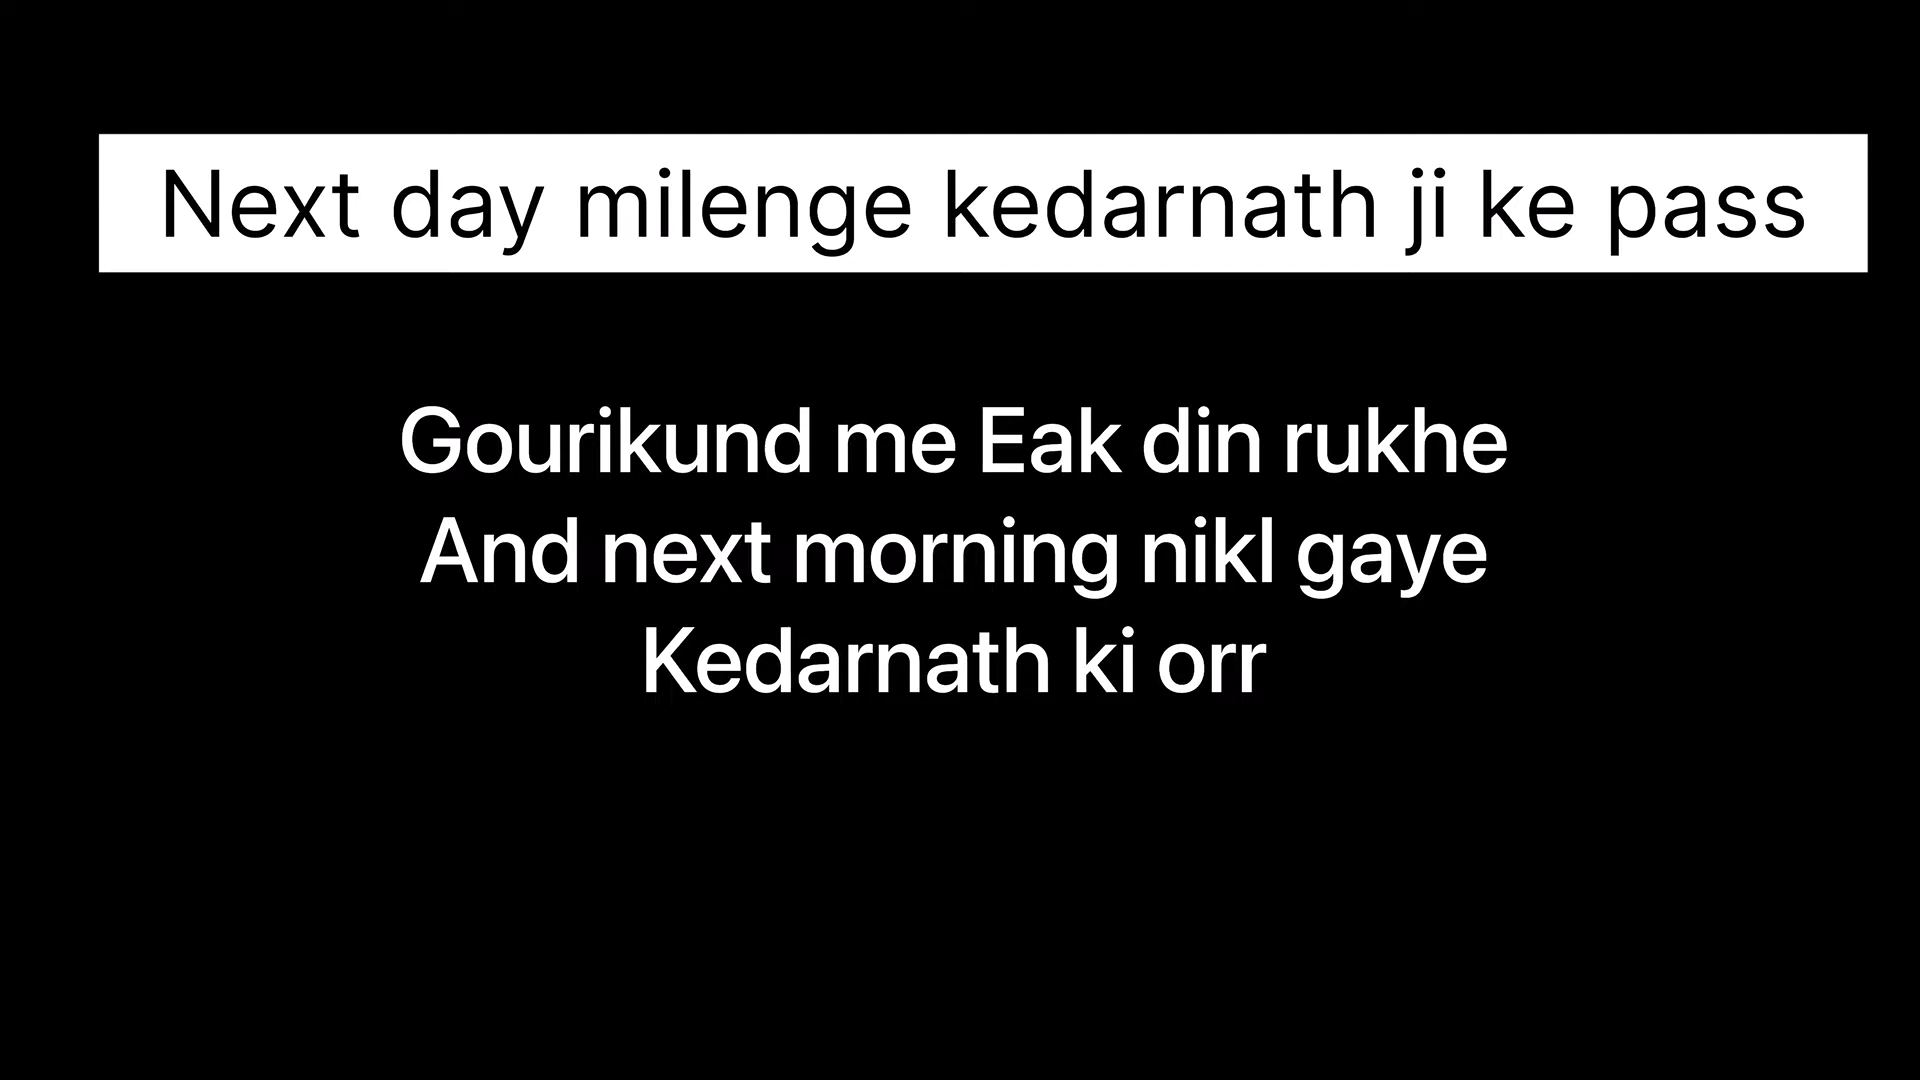 Next day milenge kedarnath ji ke pass
Gourikund me Eak din rukhe
And next morning nikl gaye
Kedarnath ki orr